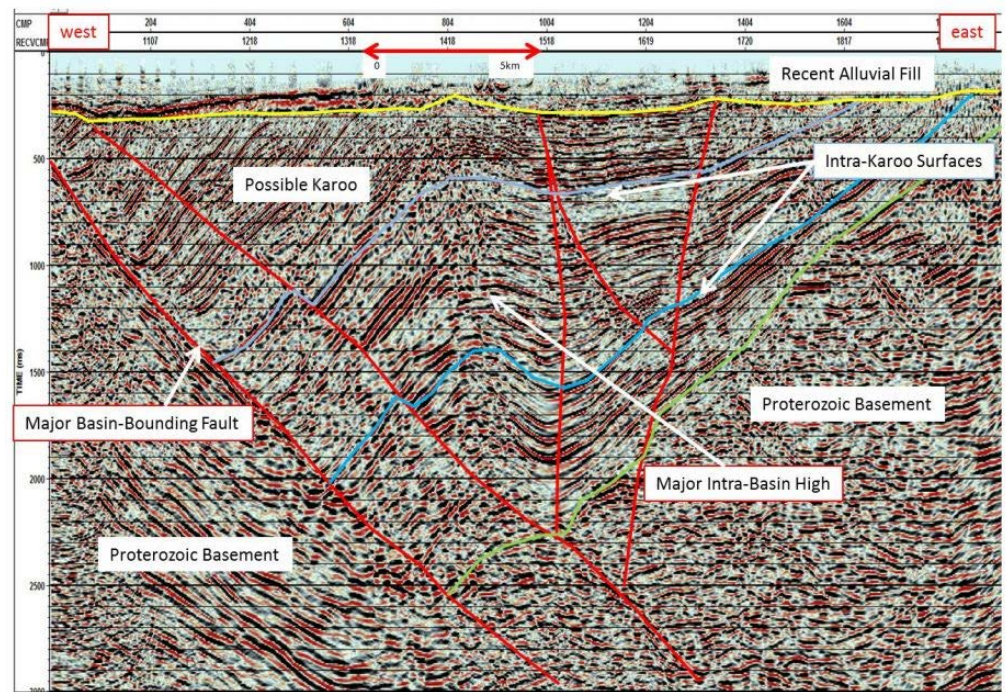 CMP 204 404 604 804 1004 1204 1404 1604
RECVCM 1107 1218 1318 1418 1518 1619 1720 1817
west
east
0 5km
0
Recent Alluvial Fill
500
Intra-Karoo Surfaces
Possible Karoo
1000
TIME (ms)
1500
Proterozoic Basement
Major Basin-Bounding Fault
2000
Major Intra-Basin High
Proterozoic Basement
2500